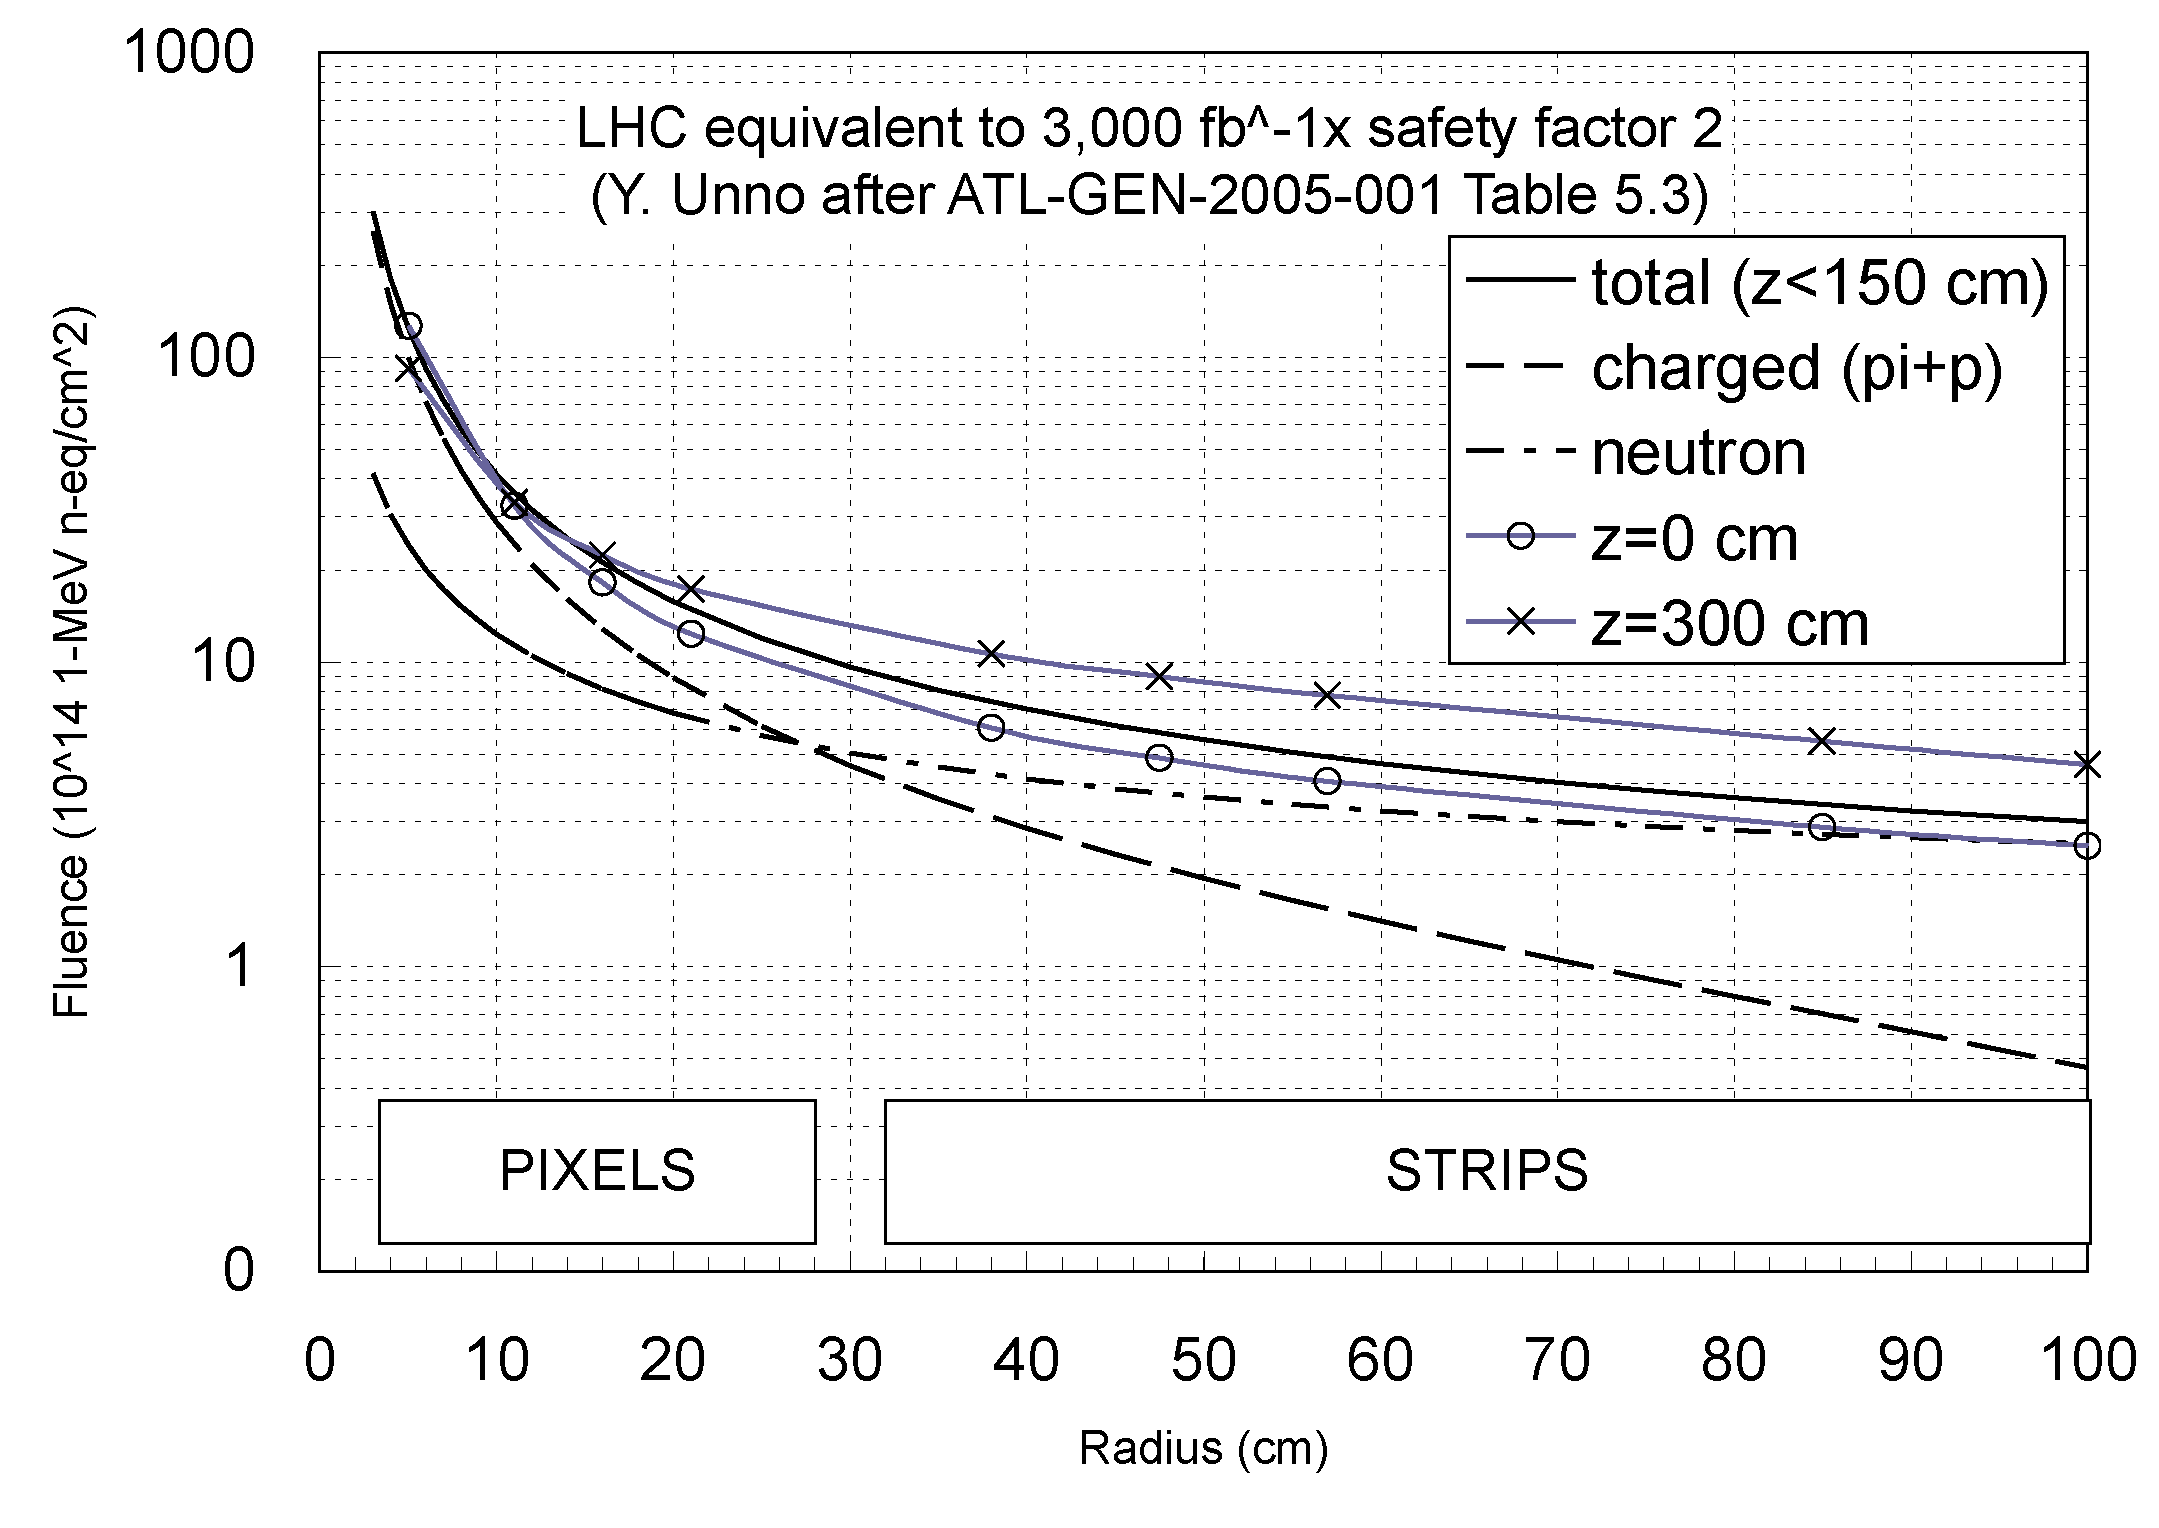 1000
100
10
1
0
Fluence (10^14 1-MeV n-eq/cm^2)
LHC equivalent to 3,000 fb^-1x safety factor 2
(Y. Unno after ATL-GEN-2005-001 Table 5.3)
total (z<150 cm)
charged (pi+p)
neutron
z=0 cm
z=300 cm
PIXELS
STRIPS
0 10 20 30 40 50 60 70 80 90 100
Radius (cm)